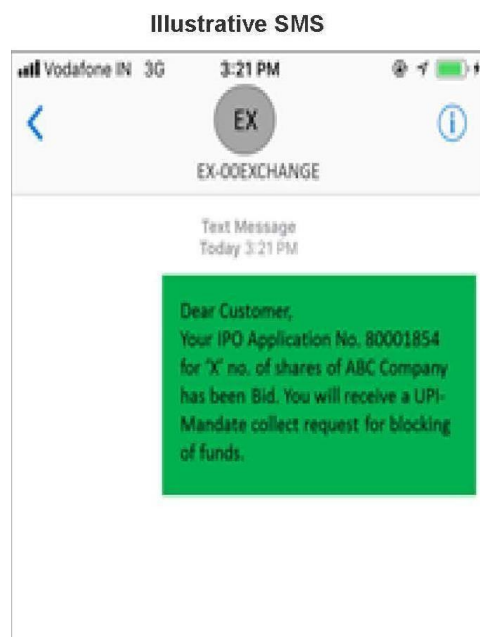 Illustrative SMS
Vodafone IN 3G 3:21 PM
EX
EX-00EXCHANGE
Text Message
Today 3:21 PM
Dear Customer,
Your IPO Application No. 80001854
for "X" no. of shares of ABC Company
has been Bid. You will receive a UPI-
Mandate collect request for blocking
of funds.